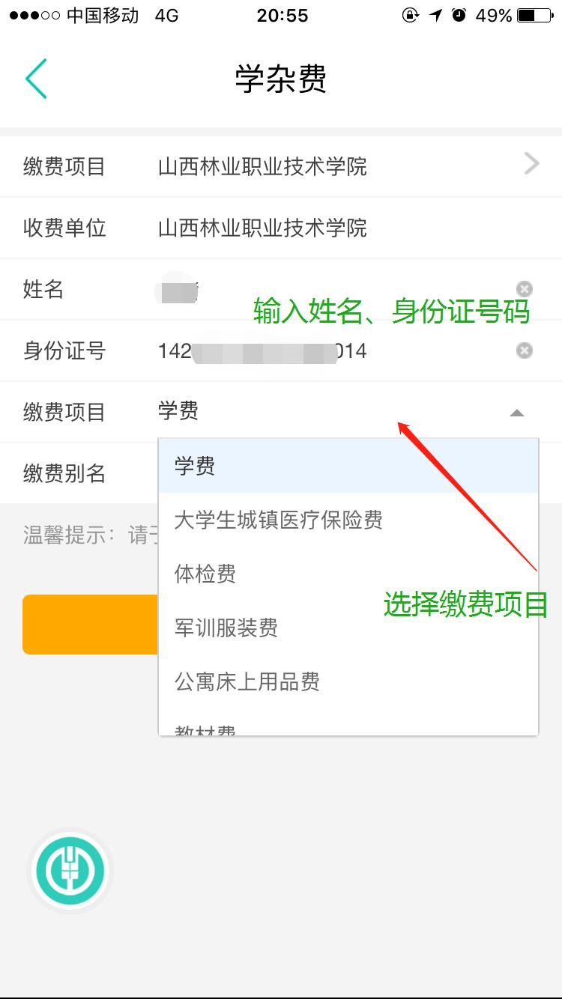 中国移动 4G 20:55 49%
学杂费
缴费项目 山西林业职业技术学院
收费单位 山西林业职业技术学院
姓名
输入姓名、身份证号码
身份证号 142 014
缴费项目 学费
学费
缴费别名
大学生城镇医疗保险费
温馨提示：请于
体检费
选择缴费项目
军训服装费
公寓床上用品费
教材费